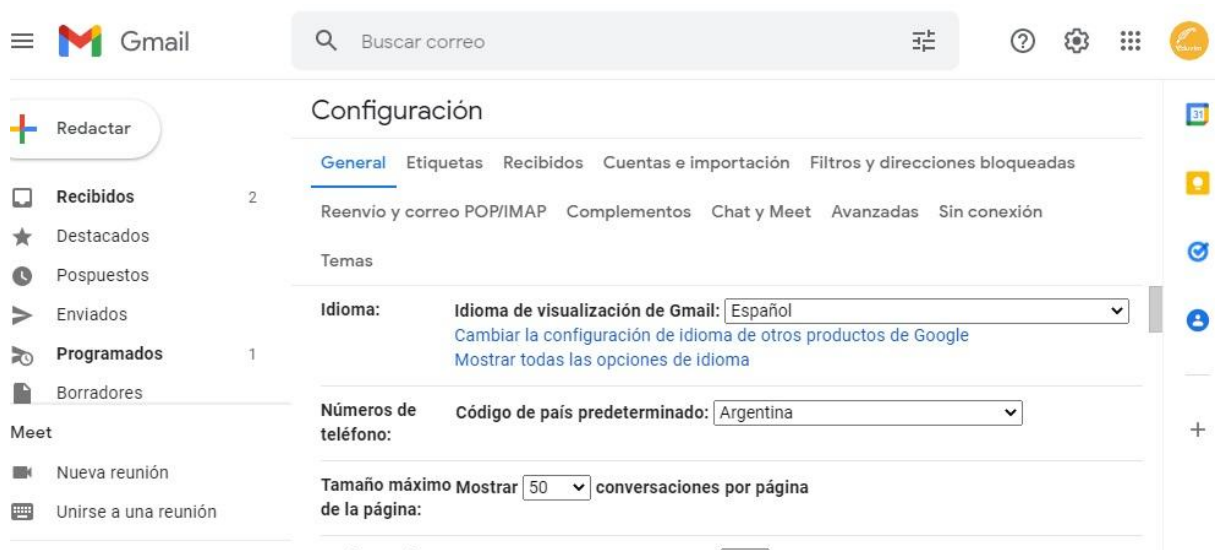 Gmail
Buscar correo
Redactar
Recibidos 2
Destacados
Pospuestos
Enviados
Programados 1
Borradores
Meet
Nueva reunión
Unirse a una reunión
Configuración
General Etiquetas Recibidos Cuentas e importación Filtros y direcciones bloqueadas
Reenvío y correo POP/IMAP Complementos Chat y Meet Avanzadas Sin conexión
Temas
Idioma: Idioma de visualización de Gmail: Español
Cambiar la configuración de idioma de otros productos de Google
Mostrar todas las opciones de idioma
Números de teléfono: Código de país predeterminado: Argentina
Tamaño máximo de la página: Mostrar 50 conversaciones por página
31